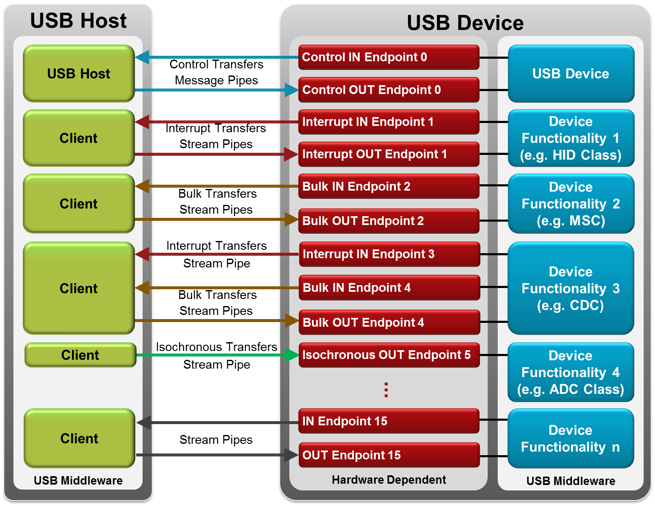 USB Host
USB Device
USB Host
Control Transfers
Message Pipes
Control IN Endpoint 0
Control OUT Endpoint 0
USB Device
Client
Interrupt Transfers
Stream Pipes
Interrupt IN Endpoint 1
Interrupt OUT Endpoint 1
Device
Functionality 1
(e.g. HID Class)
Client
Bulk Transfers
Stream Pipes
Bulk IN Endpoint 2
Bulk OUT Endpoint 2
Device
Functionality 2
(e.g. MSC)
Client
Interrupt Transfers
Stream Pipe
Bulk Transfers
Stream Pipes
Interrupt IN Endpoint 3
Bulk IN Endpoint 4
Bulk OUT Endpoint 4
Device
Functionality 3
(e.g. CDC)
Client
Isochronous Transfers
Stream Pipe
Isochronous OUT Endpoint 5
Device
Functionality 4
(e.g. ADC Class)
Client
Stream Pipes
IN Endpoint 15
OUT Endpoint 15
Device
Functionality n
USB Middleware
Hardware Dependent
USB Middleware